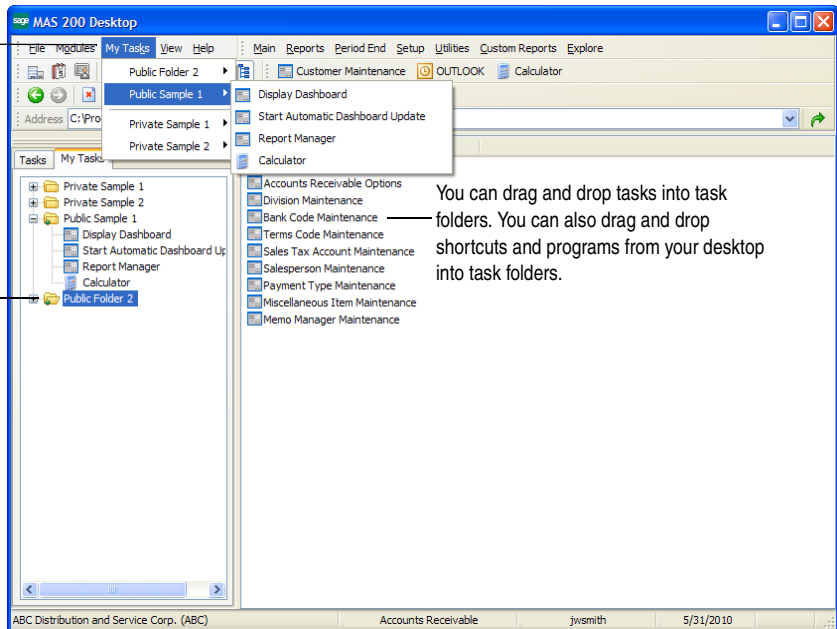 sage MAS 200 Desktop
File Modules My Tasks View Help Main Reports Period End Setup Utilities Custom Reports Explore
Customer Maintenance OUTLOOK Calculator
Address C:\Pro
Public Folder 2
Public Sample 1
Private Sample 1
Private Sample 2
Display Dashboard
Start Automatic Dashboard Update
Report Manager
Calculator
Tasks My Tasks
Private Sample 1
Private Sample 2
Public Sample 1
Display Dashboard
Start Automatic Dashboard Up
Report Manager
Calculator
Public Folder 2
Accounts Receivable Options
Division Maintenance
Bank Code Maintenance
Terms Code Maintenance
Sales Tax Account Maintenance
Salesperson Maintenance
Payment Type Maintenance
Miscellaneous Item Maintenance
Memo Manager Maintenance
You can drag and drop tasks into task
folders. You can also drag and drop
shortcuts and programs from your desktop
into task folders.
ABC Distribution and Service Corp. (ABC) Accounts Receivable jwsmith 5/31/2010